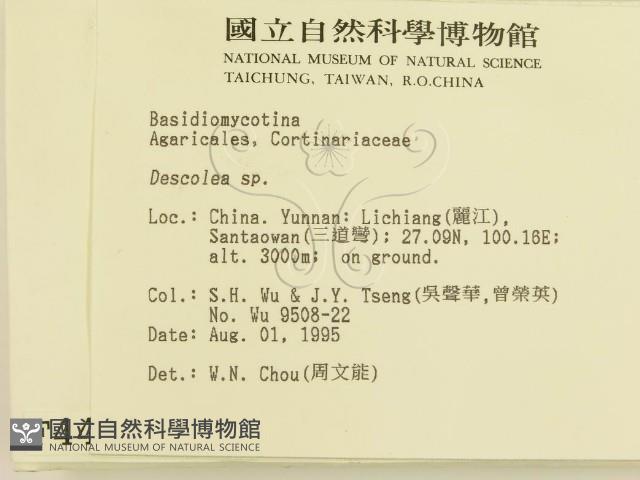 國立自然科學博物館
NATIONAL MUSEUM OF NATURAL SCIENCE
TAICHUNG, TAIWAN, R.O.CHINA
Basidiomycotina
Agaricales, Cortinariaceae
Descolea sp.
Loc.: China. Yunnan: Lichiang(麗江),
Santaowan(三道彎); 27.09N, 100.16E;
alt. 3000m; on ground.
Col.: S.H. Wu & J.Y. Tseng(吳聲華,曾榮英)
No. Wu 9508-22
Date: Aug. 01, 1995
Det.: W.N. Chou(周文能)
國立自然科學博物館
NATIONAL MUSEUM OF NATURAL SCIENCE